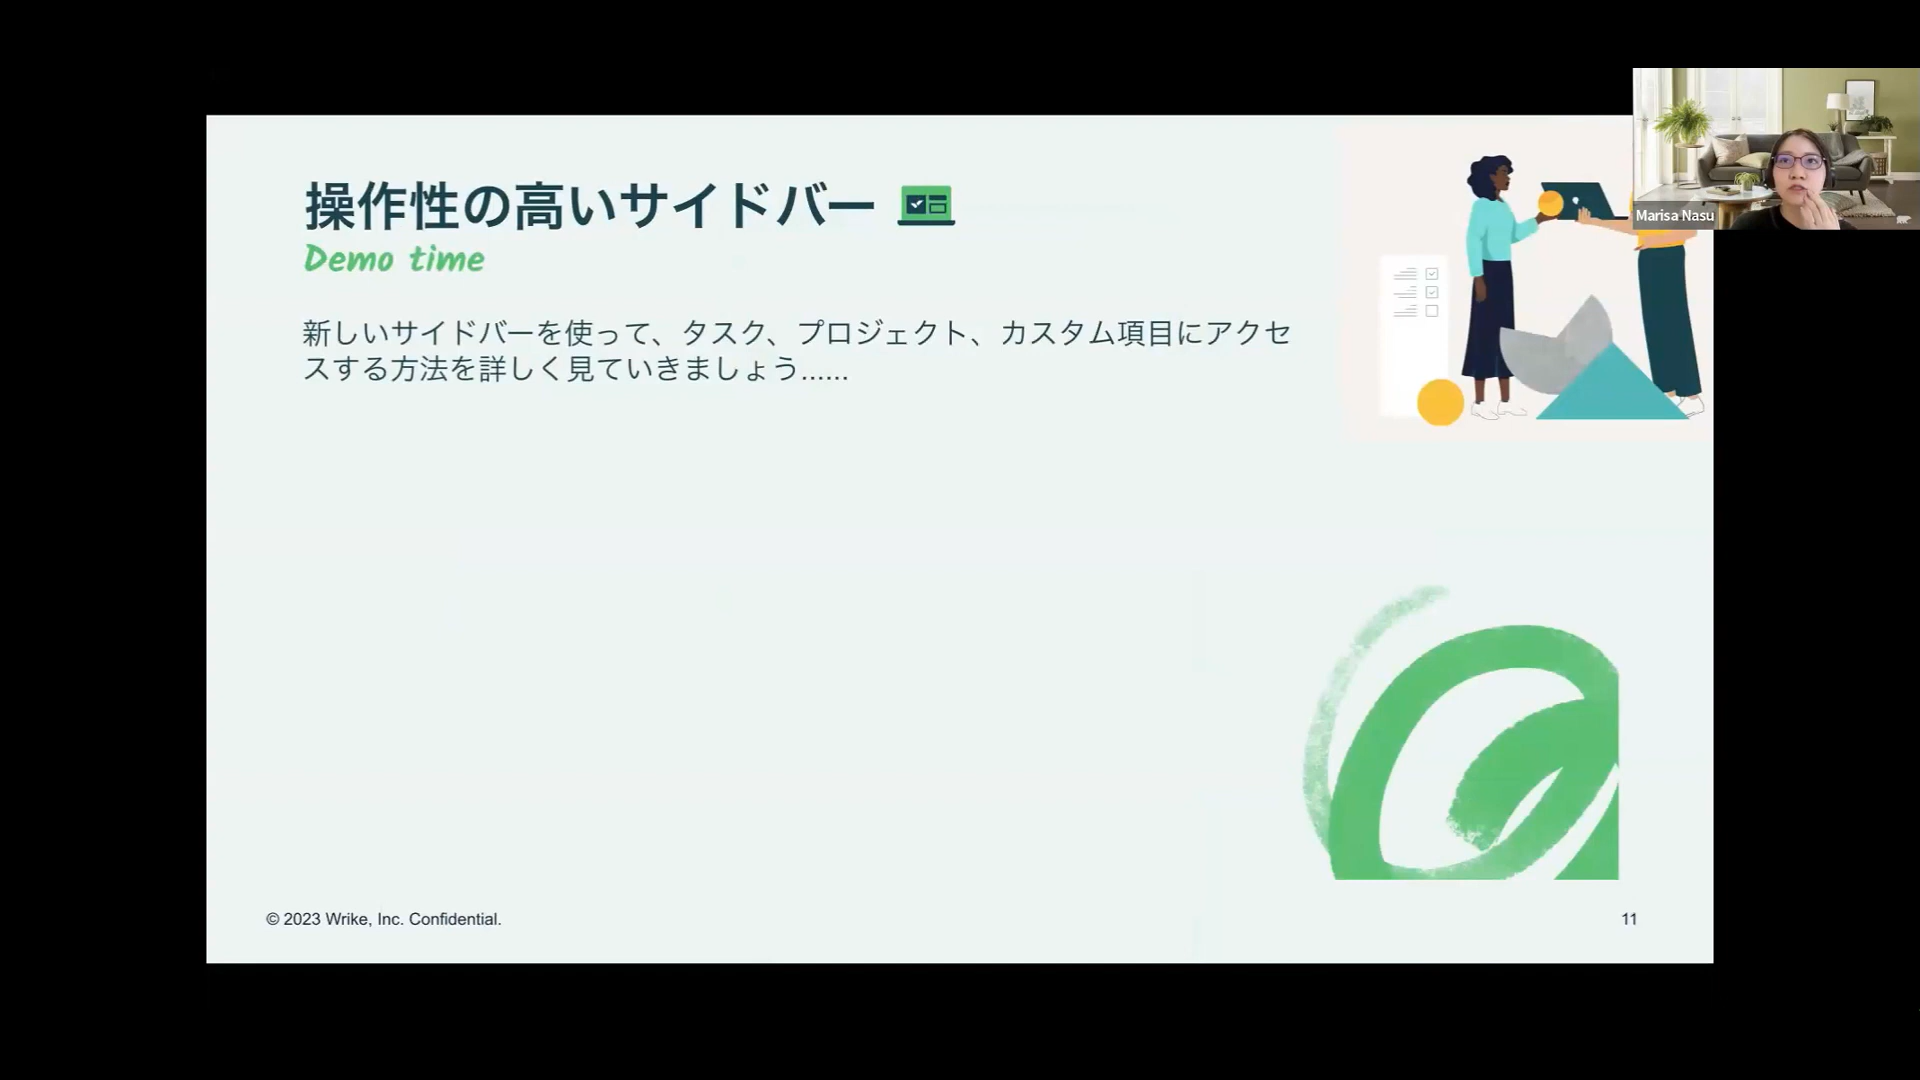 操作性の高いサイドバー
Demo time
新しいサイドバーを使って、タスク、プロジェクト、カスタム項目にアクセ
スする方法を詳しく見ていきましょう......
Marisa Nasu
© 2023 Wrike, Inc. Confidential.
11